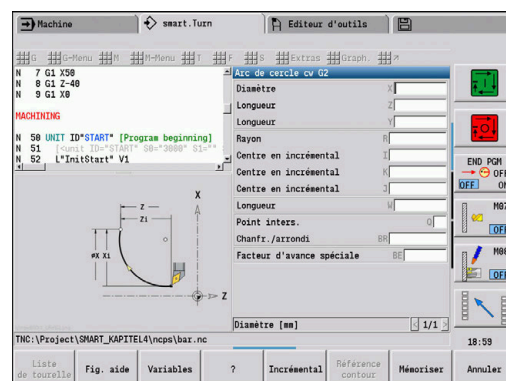 Machine
smart.Turn
Editeur d'outils
G G-Menu M M-Menu T F S Extras Graph.
N 7 G1 X50
N 8 G1 Z-40
N 9 G1 X0
MACHINING
N 50 UNIT ID"START" [Program beginning]
N 51 [<unit ID="START" S0="3000" S1=""
N 52 L"InitStart" V1
Arc de cercle cv G2
Diamètre X
Longueur Z
Longueur Y
Rayon R
Centre en incrémental I
Centre en incrémental K
Centre en incrémental J
Longueur W
Point inters. Q
Chanfr./arrondi BR
Facteur d'avance spéciale BE
Diamètre [mm] 1/1
X
Z
Zi
øX Xi
Z
END PGM
OFF
OFF ON
M07
OFF
OFF
TNC:\Project\SMART_KAPITEL4\ncps\bar.nc
18:59
Liste de tourelle
Fig. aide
Variables
?
Incrémental
Référence contour
Mémoriser
Annuler